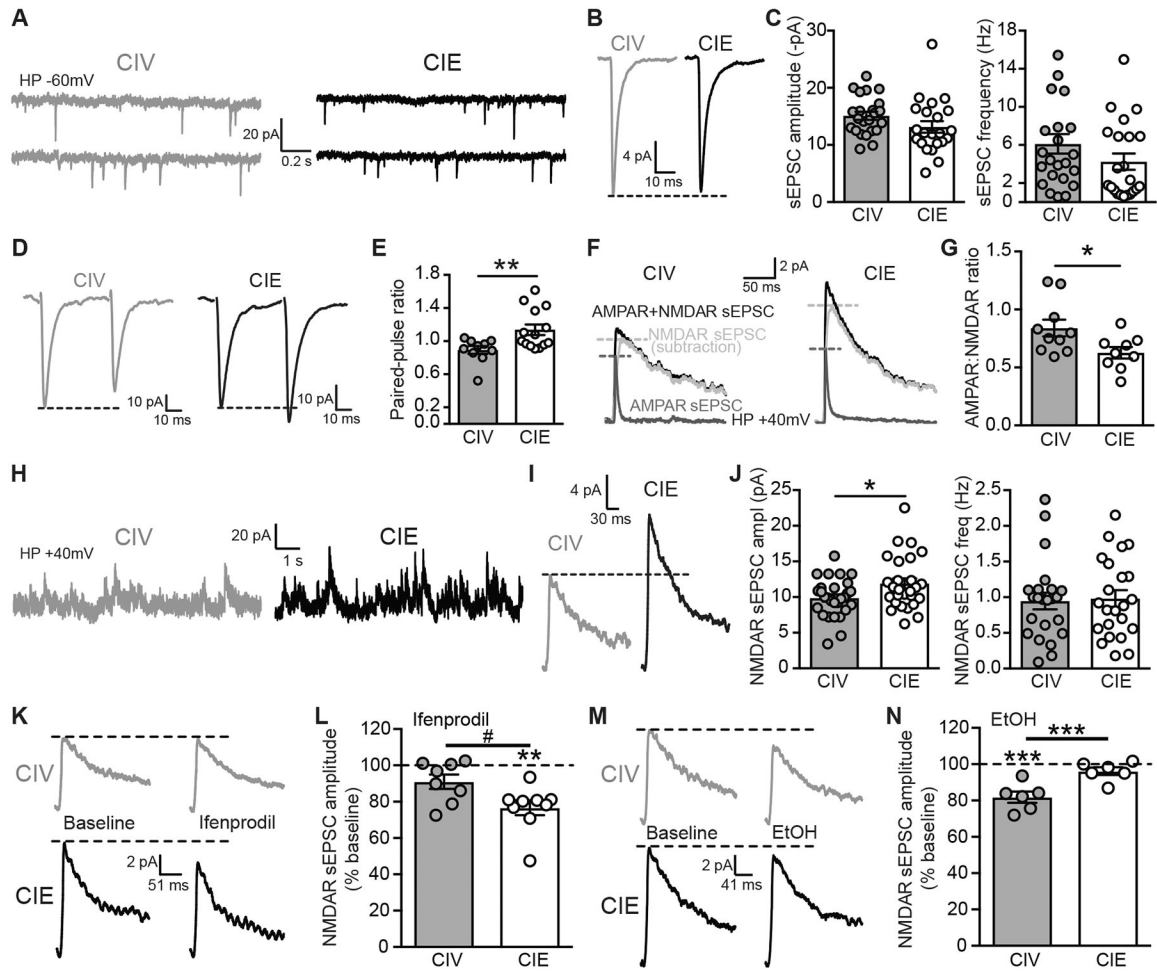 A
CIV
CIE
HP -60mV
20 pA
0.2 s
B
CIV
CIE
4 pA
10 ms
C
sEPSC amplitude (-pA)
30
20
10
0
CIV
CIE
sEPSC frequency (Hz)
18
12
6
2
0
CIV
CIE
D
CIV
CIE
10 pA
10 ms
10 pA
10 ms
E
**
Paired-pulse ratio
1.8
1.4
1.0
0.6
0.2
0.0
CIV
CIE
F
CIV
2 pA
50 ms
CIE
AMPAR+NMDAR sEPSC
NMDAR sEPSC
(subtraction)
AMPAR sEPSC
HP +40mV
G
*
AMPAR:NMDAR ratio
1.5
1.0
0.5
0.0
CIV
CIE
H
HP +40mV
CIV
20 pA
1 s
CIE
I
4 pA
30 ms
CIV
CIE
J
*
NMDAR sEPSC ampl (pA)
25
20
15
10
5
0
CIV
CIE
NMDAR sEPSC freq (Hz)
2.5
2.0
1.5
1.0
0.5
0.0
CIV
CIE
K
CIV
Baseline
Ifenprodil
2 pA
51 ms
CIE
L
Ifenprodil
#
**
NMDAR sEPSC amplitude
(% baseline)
120
100
80
60
40
20
0
CIV
CIE
M
CIV
Baseline
EtOH
2 pA
41 ms
CIE
N
EtOH
***
***
NMDAR sEPSC amplitude
(% baseline)
120
100
80
60
40
20
0
CIV
CIE